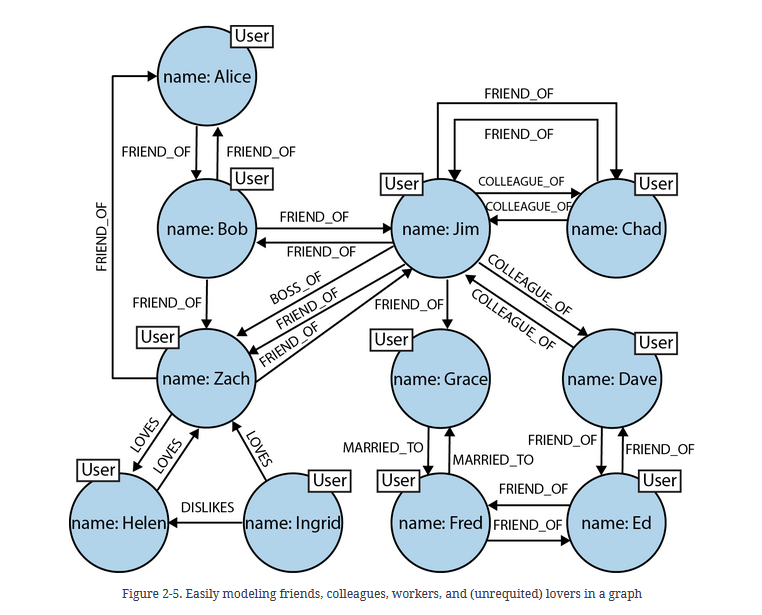 User
name: Alice
FRIEND_OF
FRIEND_OF
FRIEND_OF
FRIEND_OF
FRIEND_OF
User
User
User
COLLEAGUE_OF
COLLEAGUE_OF
name: Bob
FRIEND_OF
FRIEND_OF
name: Jim
name: Chad
BOSS_OF
FRIEND_OF
FRIEND_OF
FRIEND_OF
FRIEND_OF
COLLEAGUE_OF
COLLEAGUE_OF
User
User
User
name: Zach
name: Grace
name: Dave
LOVES
LOVES
LOVES
MARRIED_TO
MARRIED_TO
FRIEND_OF
FRIEND_OF
User
User
User
User
name: Helen
DISLIKES
name: Ingrid
name: Fred
FRIEND_OF
FRIEND_OF
name: Ed
Figure 2-5. Easily modeling friends, colleagues, workers, and (unrequited) lovers in a graph